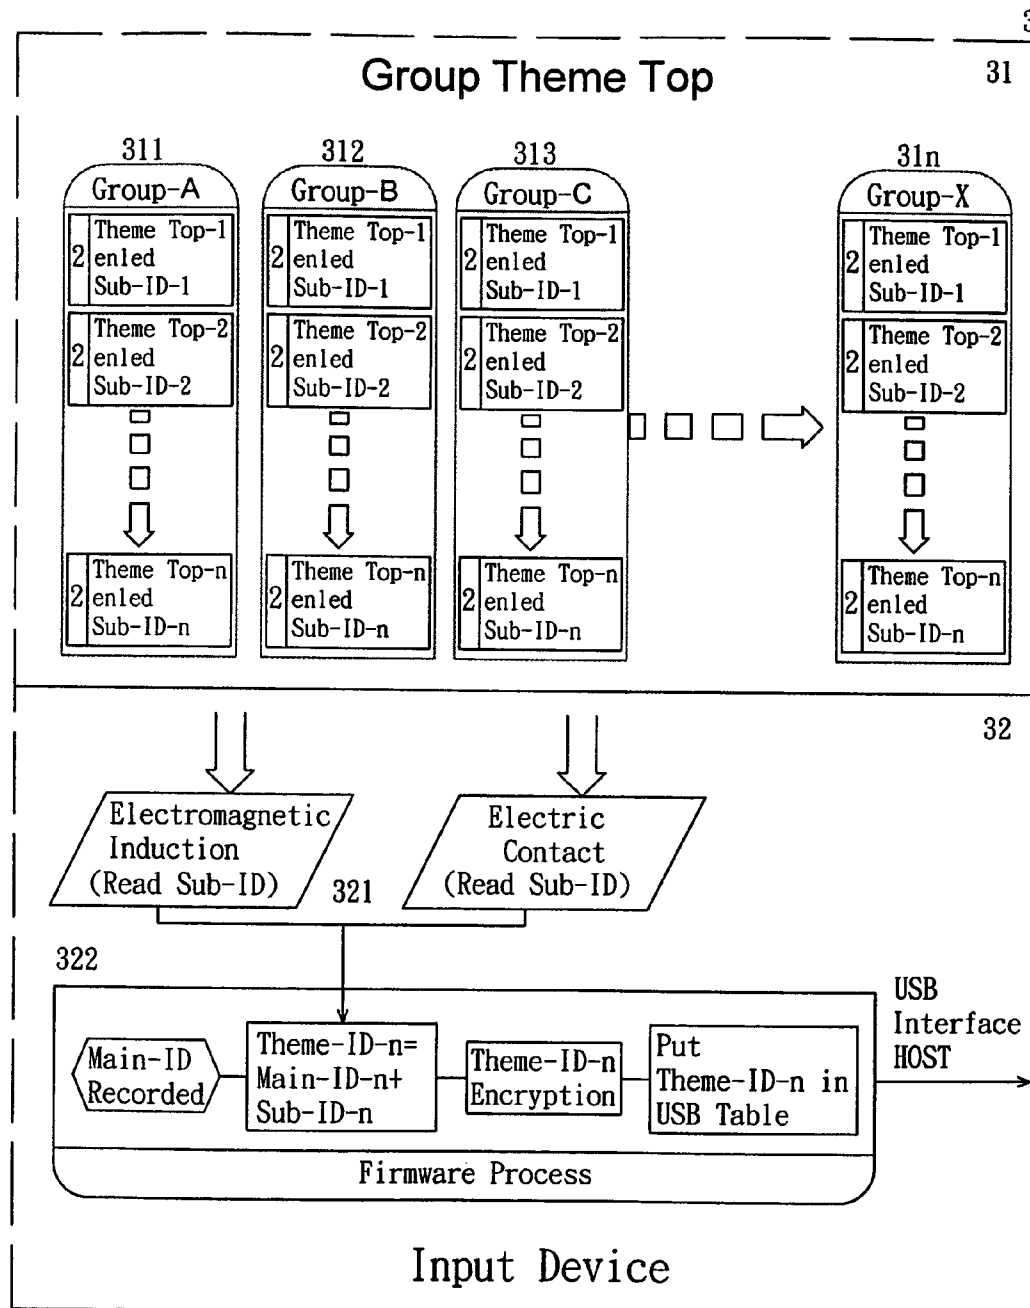 3
Group Theme Top
31
311
312
313
31n
Group-A
Group-B
Group-C
Group-X
2
Theme Top-1
enled
Sub-ID-1
2
Theme Top-2
enled
Sub-ID-2
2
Theme Top-n
enled
Sub-ID-n
2
Theme Top-1
enled
Sub-ID-1
2
Theme Top-2
enled
Sub-ID-2
2
Theme Top-n
enled
Sub-ID-n
2
Theme Top-1
enled
Sub-ID-1
2
Theme Top-2
enled
Sub-ID-2
2
Theme Top-n
enled
Sub-ID-n
2
Theme Top-1
enled
Sub-ID-1
2
Theme Top-2
enled
Sub-ID-2
2
Theme Top-n
enled
Sub-ID-n
32
Electromagnetic
Induction
(Read Sub-ID)
Electric
Contact
(Read Sub-ID)
321
322
Main-ID
Recorded
Theme-ID-n=
Main-ID-n+
Sub-ID-n
Theme-ID-n
Encryption
Put
Theme-ID-n in
USB Table
USB
Interface
HOST
Firmware Process
Input Device